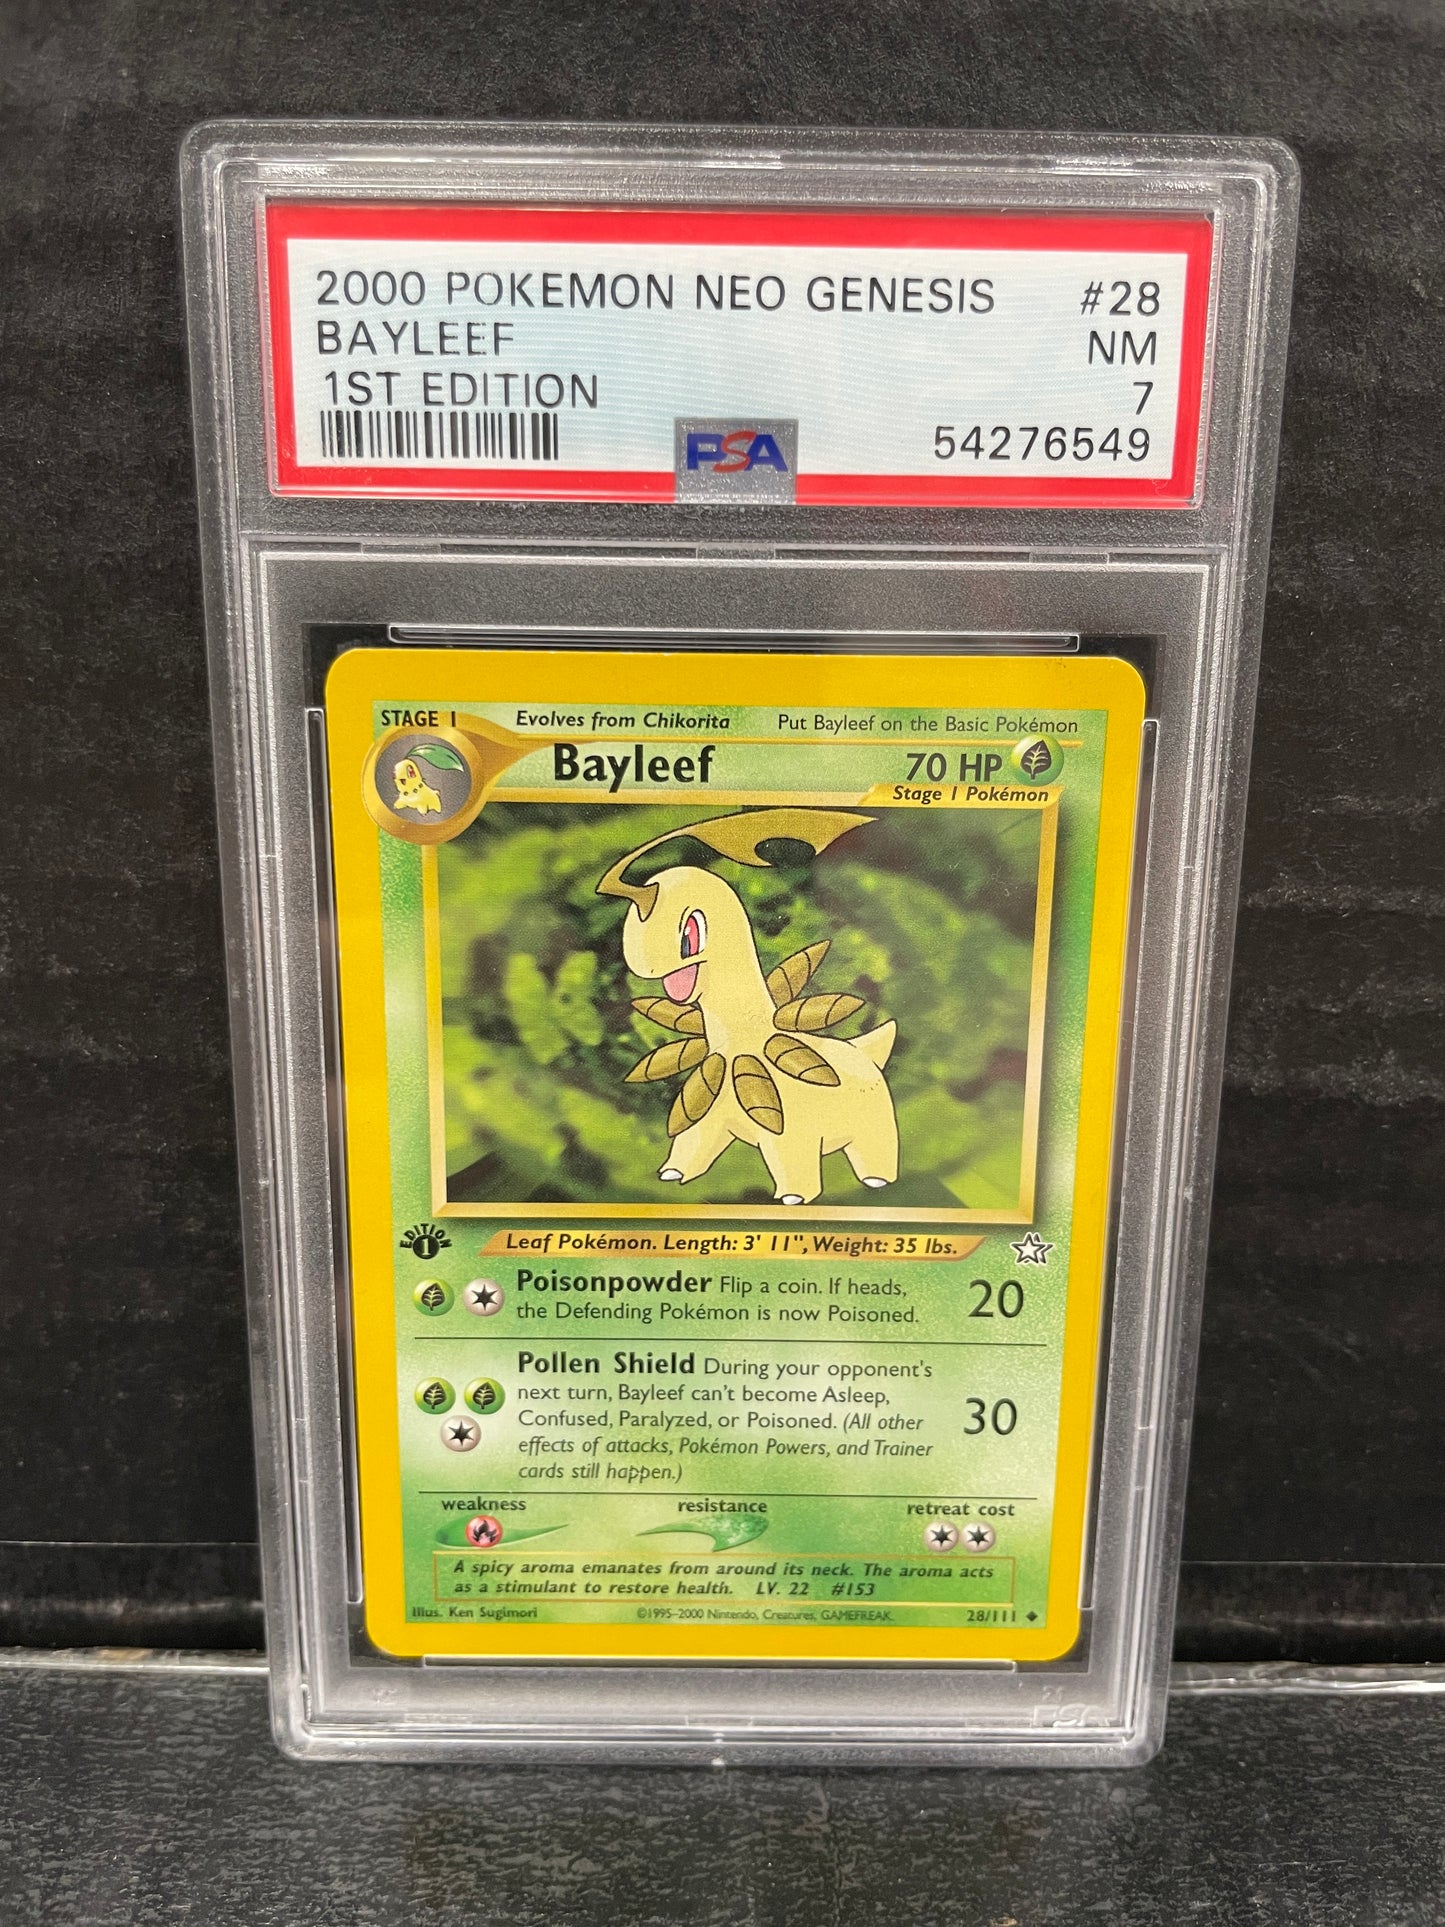 2000 POKEMON NEO GENESIS #28
BAYLEEF NM
1ST EDITION 7
PSA 54276549
STAGE 1 Evolves from Chikorita Put Bayleef on the Basic Pokémon
Bayleef 70 HP
Stage 1 Pokémon
EDITION 1
Leaf Pokémon. Length: 3' 11", Weight: 35 lbs.
Poisonpowder Flip a coin. If heads, 20
the Defending Pokémon is now Poisoned.
Pollen Shield During your opponent's
next turn, Bayleef can't become Asleep,
Confused, Paralyzed, or Poisoned. (All other 30
effects of attacks, Pokémon Powers, and Trainer
cards still happen.)
weakness resistance retreat cost
A spicy aroma emanates from around its neck. The aroma acts
as a stimulant to restore health. LV. 22 #153
Illus. Ken Sugimori ©1995–2000 Nintendo, Creatures, GAMEFREAK. 28/111
PSA